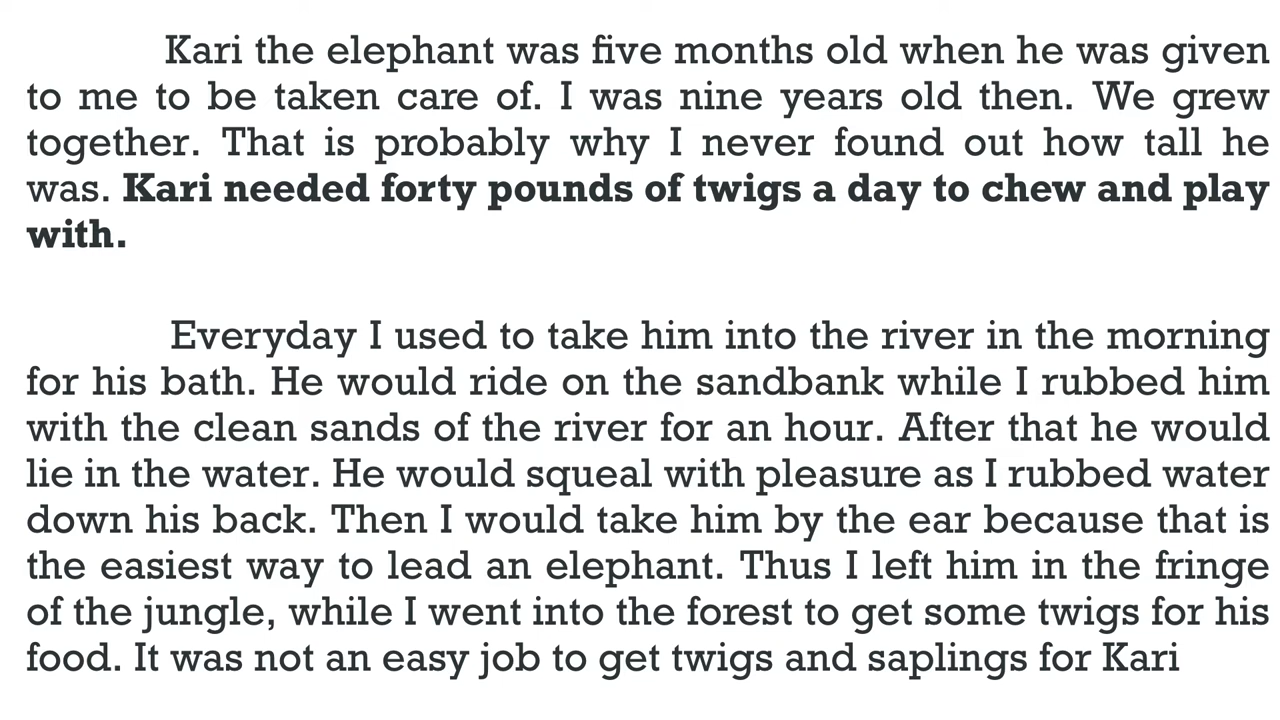 Kari the elephant was five months old when he was given
to me to be taken care of. I was nine years old then. We grew
together. That is probably why I never found out how tall he
was. Kari needed forty pounds of twigs a day to chew and play
with.
Everyday I used to take him into the river in the morning
for his bath. He would ride on the sandbank while I rubbed him
with the clean sands of the river for an hour. After that he would
lie in the water. He would squeal with pleasure as I rubbed water
down his back. Then I would take him by the ear because that is
the easiest way to lead an elephant. Thus I left him in the fringe
of the jungle, while I went into the forest to get some twigs for his
food. It was not an easy job to get twigs and saplings for Kari